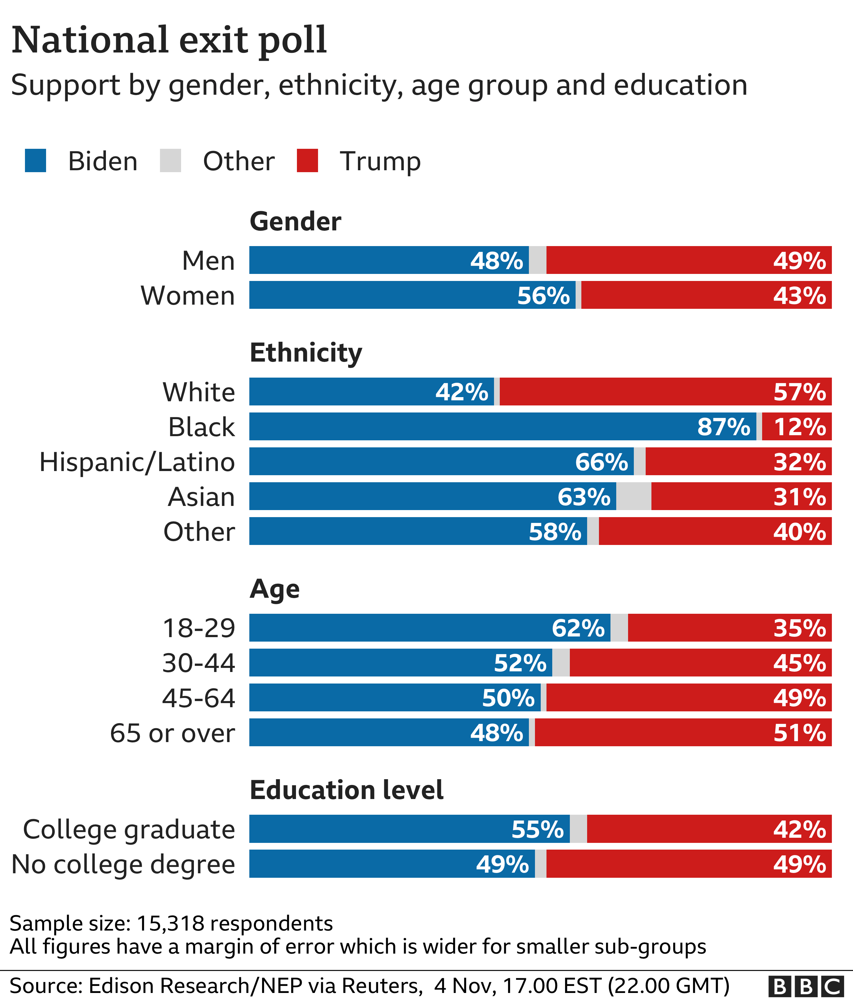 National exit poll
Support by gender, ethnicity, age group and education
Biden Other Trump
Gender
Men 48% 49%
Women 56% 43%
Ethnicity
White 42% 57%
Black 87% 12%
Hispanic/Latino 66% 32%
Asian 63% 31%
Other 58% 40%
Age
18-29 62% 35%
30-44 52% 45%
45-64 50% 49%
65 or over 48% 51%
Education level
College graduate 55% 42%
No college degree 49% 49%
Sample size: 15,318 respondents
All figures have a margin of error which is wider for smaller sub-groups
Source: Edison Research/NEP via Reuters, 4 Nov, 17.00 EST (22.00 GMT) BBC